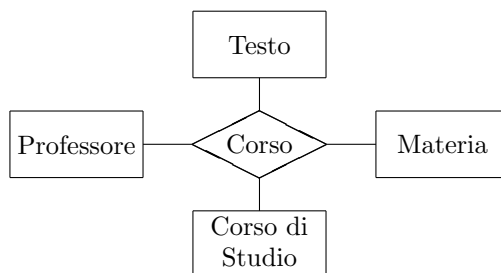 Testo
Professore
Corso
Materia
Corso di
Studio